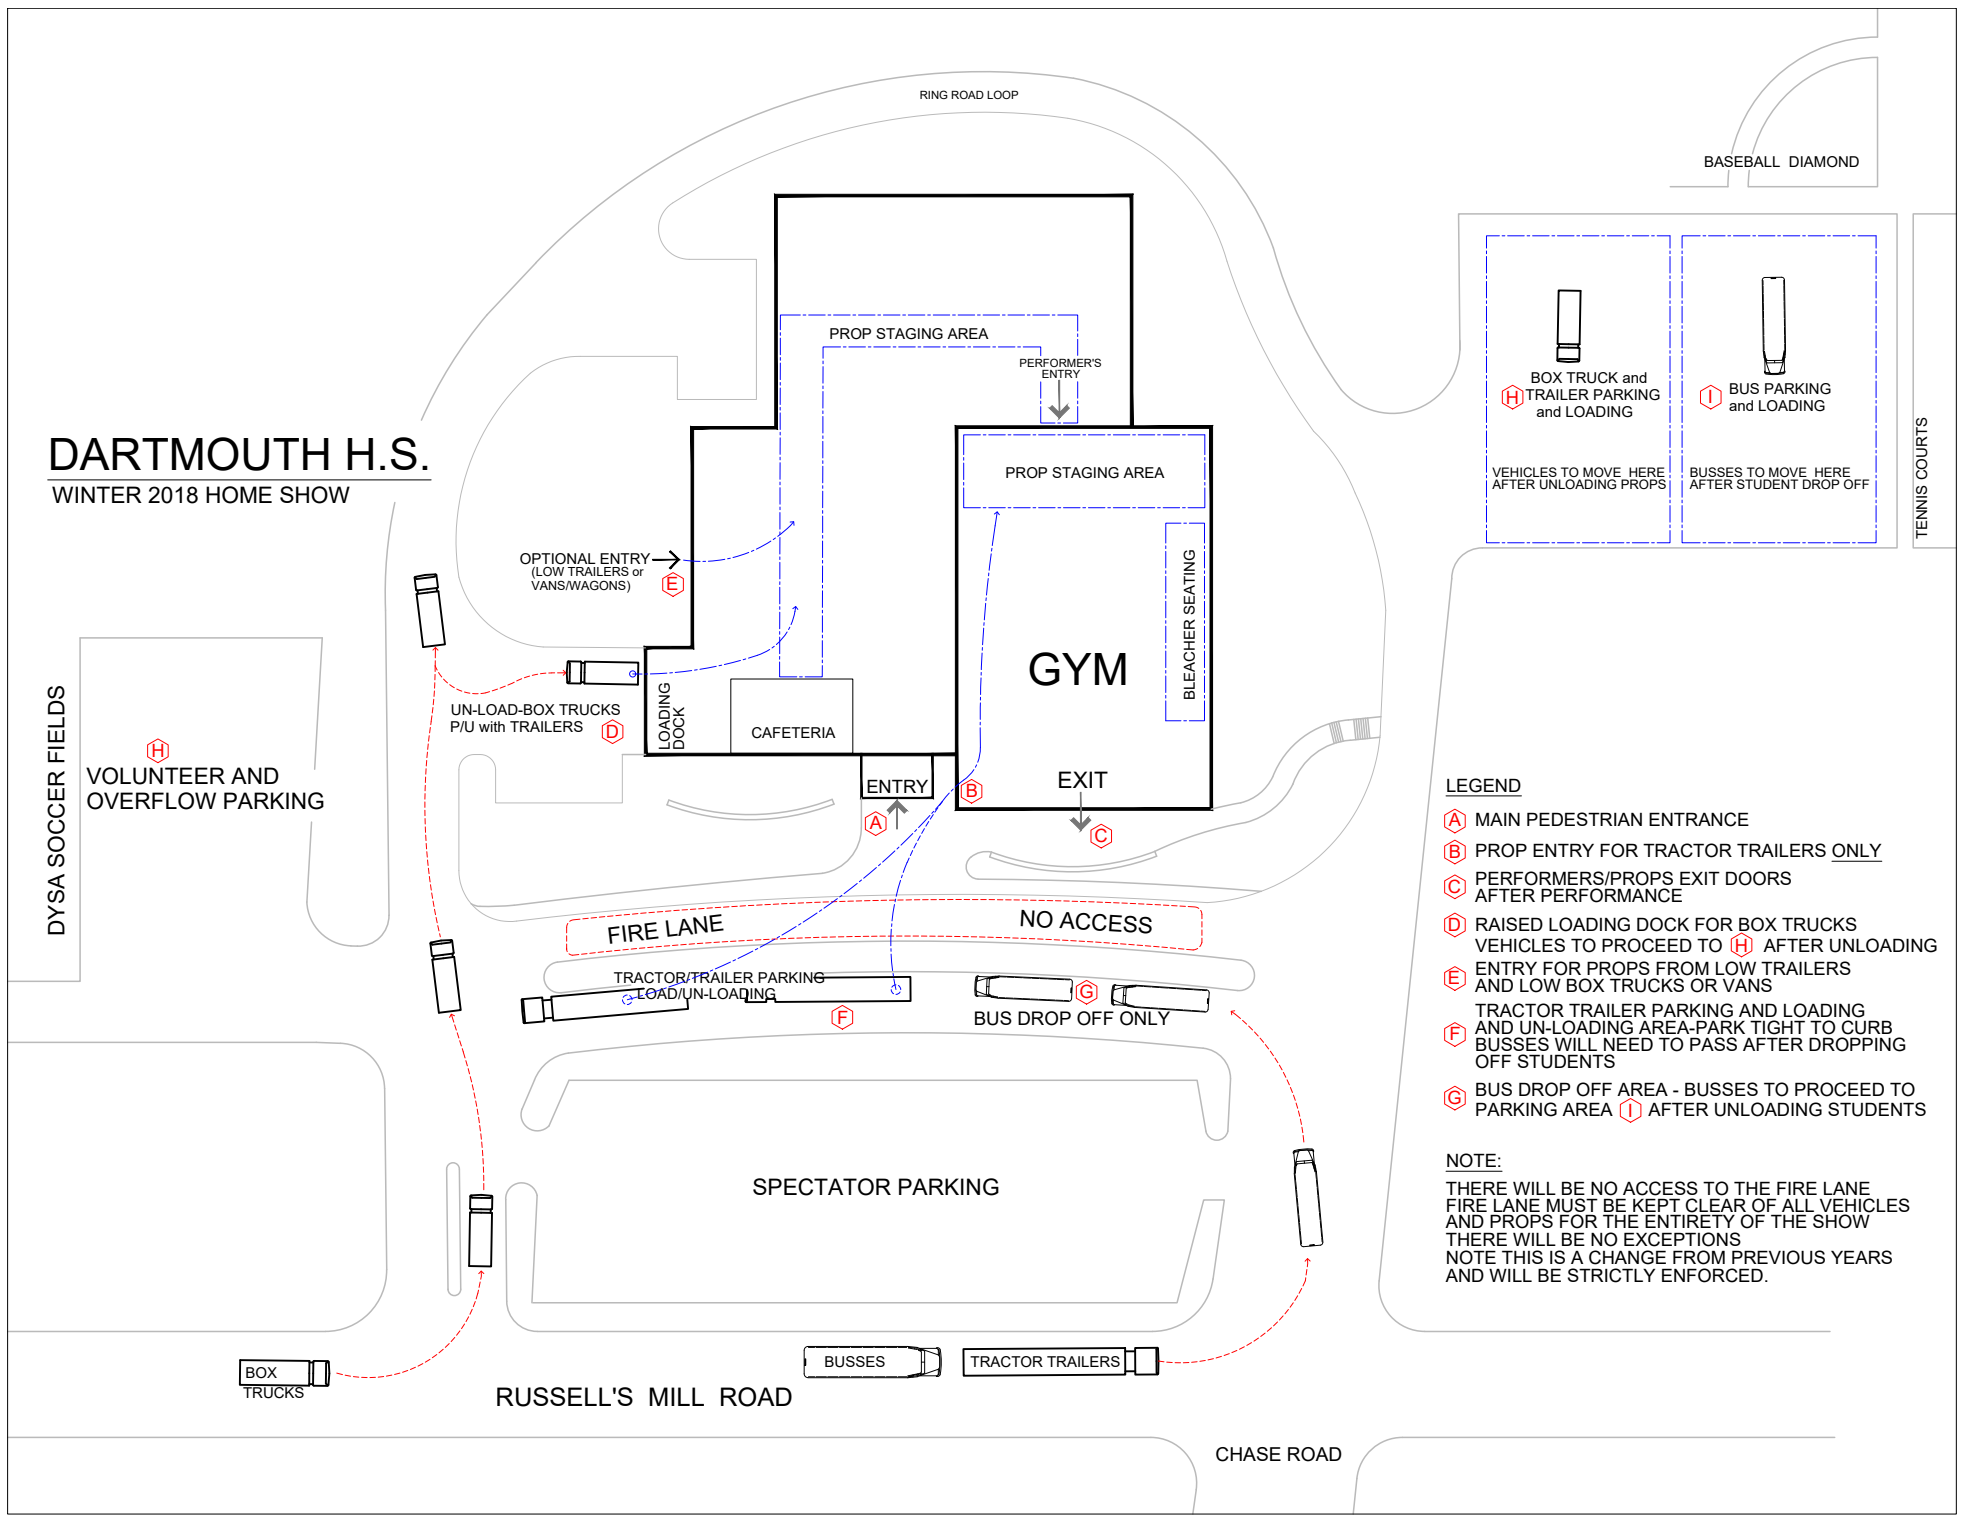 RING ROAD LOOP
BASEBALL  DIAMOND
PROP STAGING AREA
PERFORMER'S
ENTRY
BOX TRUCK and
H TRAILER PARKING
and LOADING
I BUS PARKING
and LOADING
VEHICLES TO MOVE  HERE
AFTER UNLOADING PROPS
BUSSES TO MOVE  HERE
AFTER STUDENT DROP OFF
TENNIS COURTS
DARTMOUTH H.S.
WINTER 2018 HOME SHOW
PROP STAGING AREA
OPTIONAL ENTRY
(LOW TRAILERS or
VANS/WAGONS)
E
BLEACHER SEATING
GYM
UN-LOAD-BOX TRUCKS
P/U with TRAILERS
D
LOADING
DOCK
CAFETERIA
DYSA SOCCER FIELDS
H
VOLUNTEER AND
OVERFLOW PARKING
ENTRY
A
B
EXIT
C
FIRE LANE
NO ACCESS
TRACTOR/TRAILER PARKING
LOAD/UN-LOADING
F
G
BUS DROP OFF ONLY
SPECTATOR PARKING
LEGEND
A MAIN PEDESTRIAN ENTRANCE
B PROP ENTRY FOR TRACTOR TRAILERS ONLY
C PERFORMERS/PROPS EXIT DOORS
AFTER PERFORMANCE
D RAISED LOADING DOCK FOR BOX TRUCKS
VEHICLES TO PROCEED TO H AFTER UNLOADING
E ENTRY FOR PROPS FROM LOW TRAILERS
AND LOW BOX TRUCKS OR VANS
TRACTOR TRAILER PARKING AND LOADING
F AND UN-LOADING AREA-PARK TIGHT TO CURB
BUSSES WILL NEED TO PASS AFTER DROPPING
OFF STUDENTS
G BUS DROP OFF AREA - BUSSES TO PROCEED TO
PARKING AREA I AFTER UNLOADING STUDENTS
NOTE:
THERE WILL BE NO ACCESS TO THE FIRE LANE
FIRE LANE MUST BE KEPT CLEAR OF ALL VEHICLES
AND PROPS FOR THE ENTIRETY OF THE SHOW
THERE WILL BE NO EXCEPTIONS
NOTE THIS IS A CHANGE FROM PREVIOUS YEARS
AND WILL BE STRICTLY ENFORCED.
BOX
TRUCKS
BUSSES
TRACTOR TRAILERS
RUSSELL'S  MILL  ROAD
CHASE ROAD